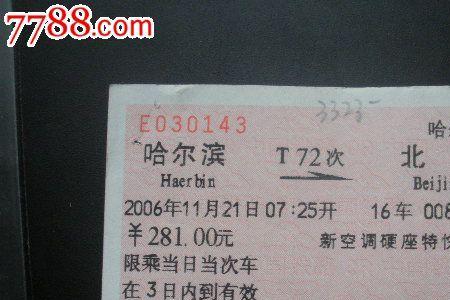 7788.com
3323
E030143
哈
哈尔滨 T 72次 北
Haerbin Beiji
2006年11月21日07:25开 16车 008
￥281.00元 新空调硬座特快
限乘当日当次车
在3日内到有效